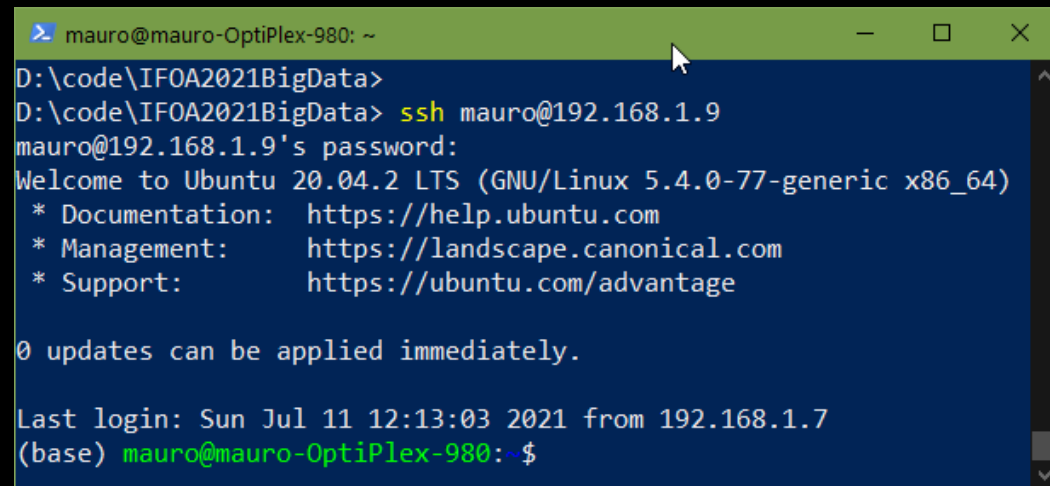 mauro@mauro-OptiPlex-980: ~
D:\code\IFOA2021BigData>
D:\code\IFOA2021BigData> ssh mauro@192.168.1.9
mauro@192.168.1.9's password:
Welcome to Ubuntu 20.04.2 LTS (GNU/Linux 5.4.0-77-generic x86_64)
* Documentation:  https://help.ubuntu.com
* Management:     https://landscape.canonical.com
* Support:        https://ubuntu.com/advantage
0 updates can be applied immediately.
Last login: Sun Jul 11 12:13:03 2021 from 192.168.1.7
(base) mauro@mauro-OptiPlex-980:~$